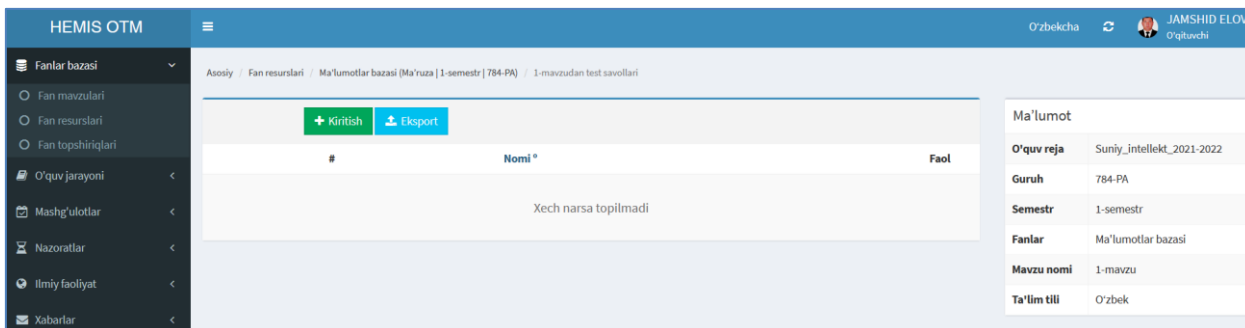 HEMIS OTM
O'zbekcha
JAMSHID ELOV
O'qituvchi
Fanlar bazasi
Fan mavzulari
Fan resurslari
Fan topshiriqlari
O'quv jarayoni
Mashg'ulotlar
Nazoratlar
Ilmiy faoliyat
Xabarlar
Asosiy / Fan resurslari / Ma'lumotlar bazasi (Ma'ruza | 1-semestr | 784-PA) / 1-mavzudan test savollari
+ Kiritish Eksport
# Nomi Faol
Xech narsa topilmadi
Ma'lumot
O'quv reja Suniy_intellekt_2021-2022
Guruh 784-PA
Semestr 1-semestr
Fanlar Ma'lumotlar bazasi
Mavzu nomi 1-mavzu
Ta'lim tili O'zbek